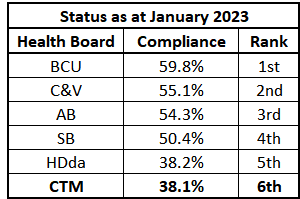 Status as at January 2023
Health Board Compliance Rank
BCU 59.8% 1st
C&V 55.1% 2nd
AB 54.3% 3rd
SB 50.4% 4th
HDda 38.2% 5th
CTM 38.1% 6th